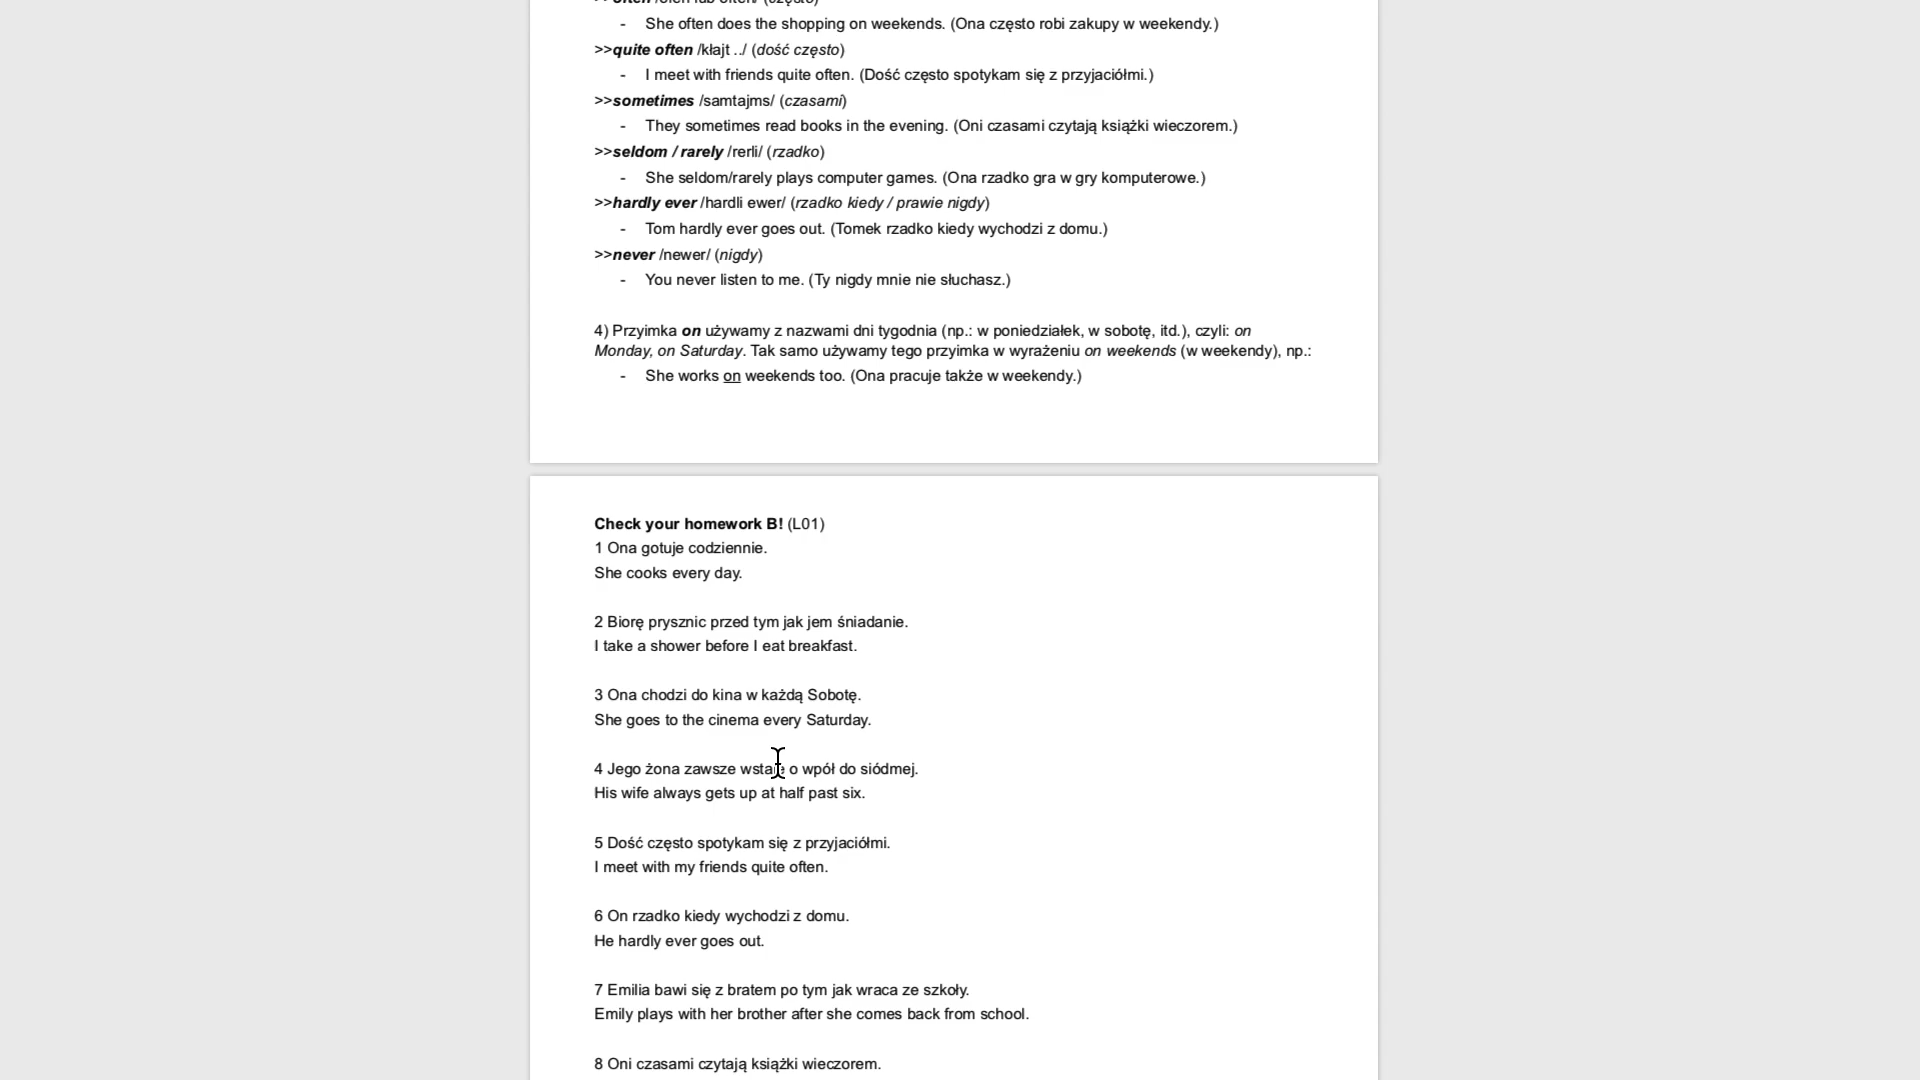 >>often /ofen lub often/ (często)
- She often does the shopping on weekends. (Ona często robi zakupy w weekendy.)
>>quite often /kłajt ../ (dość często)
- I meet with friends quite often. (Dość często spotykam się z przyjaciółmi.)
>>sometimes /samtajms/ (czasami)
- They sometimes read books in the evening. (Oni czasami czytają książki wieczorem.)
>>seldom / rarely /rerli/ (rzadko)
- She seldom/rarely plays computer games. (Ona rzadko gra w gry komputerowe.)
>>hardly ever /hardli ewer/ (rzadko kiedy / prawie nigdy)
- Tom hardly ever goes out. (Tomek rzadko kiedy wychodzi z domu.)
>>never /newer/ (nigdy)
- You never listen to me. (Ty nigdy mnie nie słuchasz.)
4) Przyimka on używamy z nazwami dni tygodnia (np.: w poniedziałek, w sobotę, itd.), czyli: on
Monday, on Saturday. Tak samo używamy tego przyimka w wyrażeniu on weekends (w weekendy), np.:
- She works on weekends too. (Ona pracuje także w weekendy.)
Check your homework B! (L01)
1 Ona gotuje codziennie.
She cooks every day.
2 Biorę prysznic przed tym jak jem śniadanie.
I take a shower before I eat breakfast.
3 Ona chodzi do kina w każdą Sobotę.
She goes to the cinema every Saturday.
4 Jego żona zawsze wstaje o wpół do siódmej.
His wife always gets up at half past six.
5 Dość często spotykam się z przyjaciółmi.
I meet with my friends quite often.
6 On rzadko kiedy wychodzi z domu.
He hardly ever goes out.
7 Emilia bawi się z bratem po tym jak wraca ze szkoły.
Emily plays with her brother after she comes back from school.
8 Oni czasami czytają książki wieczorem.